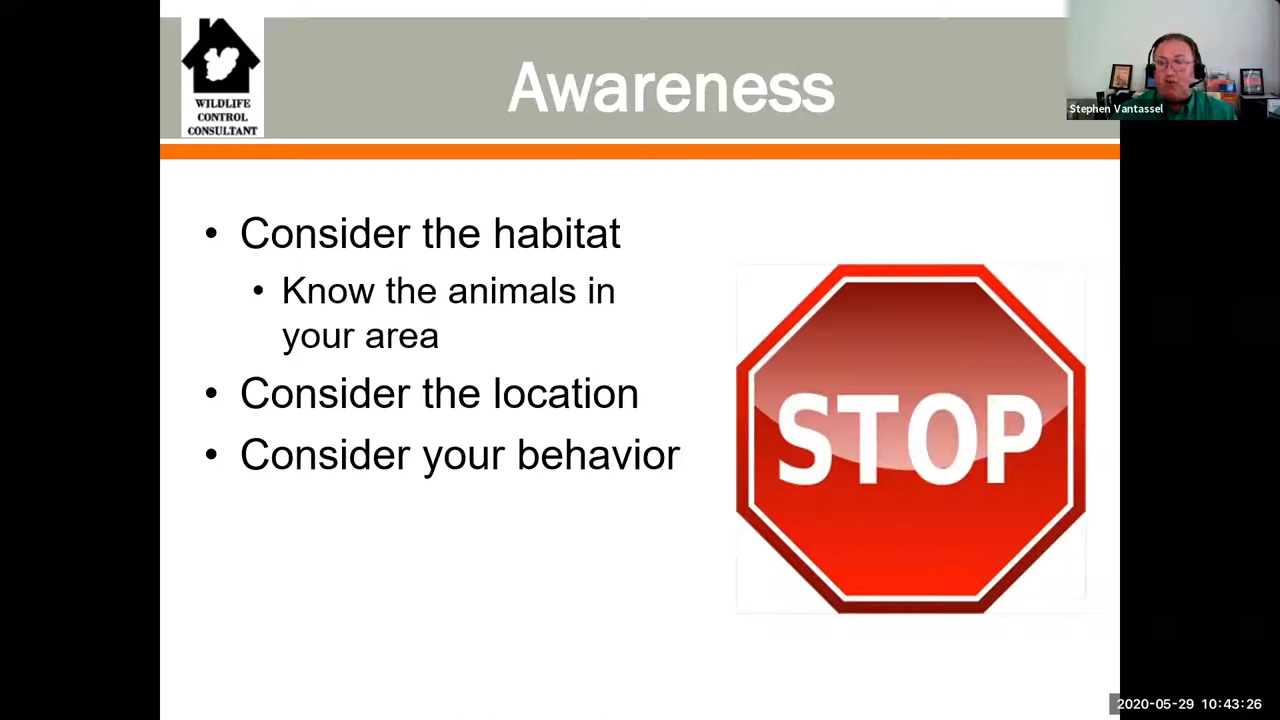 WILDLIFE
CONTROL
CONSULTANT
Awareness
Stephen Vantassel
• Consider the habitat
• Know the animals in
your area
• Consider the location
• Consider your behavior
STOP
2020-05-29 10:43:26